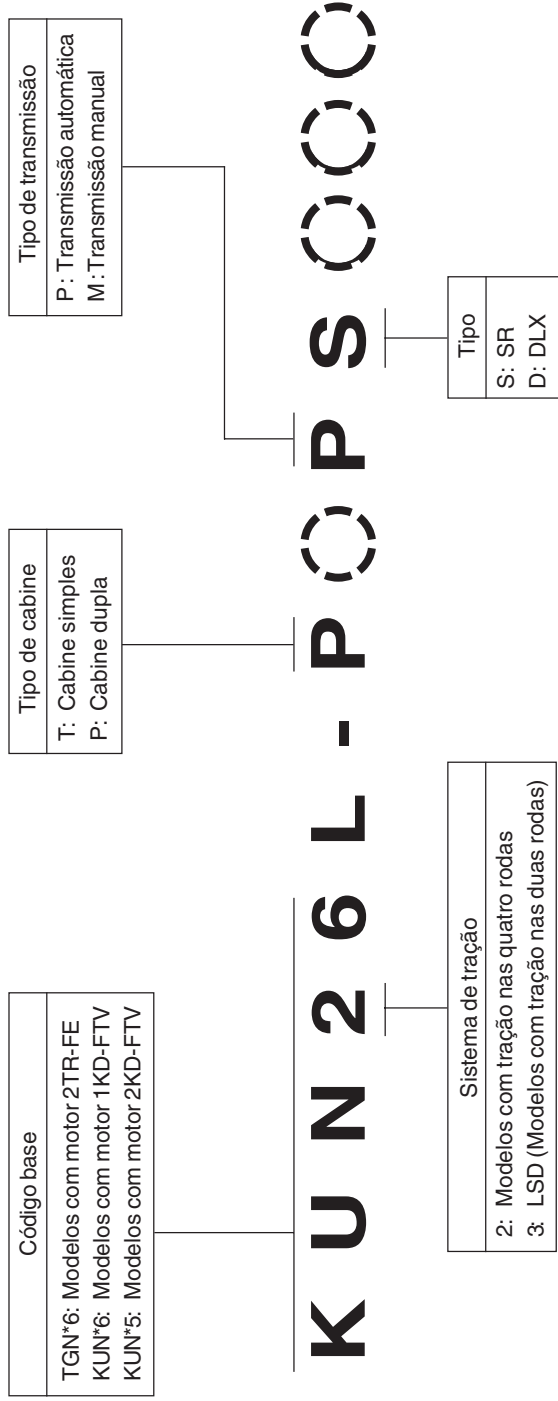 Código base
TGN*6: Modelos com motor 2TR-FE
KUN*6: Modelos com motor 1KD-FTV
KUN*5: Modelos com motor 2KD-FTV
Tipo de cabine
T: Cabine simples
P: Cabine dupla
Tipo de transmissão
P: Transmissão automática
M: Transmissão manual
K U N 2 6 L - P P S
Sistema de tração
2: Modelos com tração nas quatro rodas
3: LSD (Modelos com tração nas duas rodas)
Tipo
S: SR
D: DLX